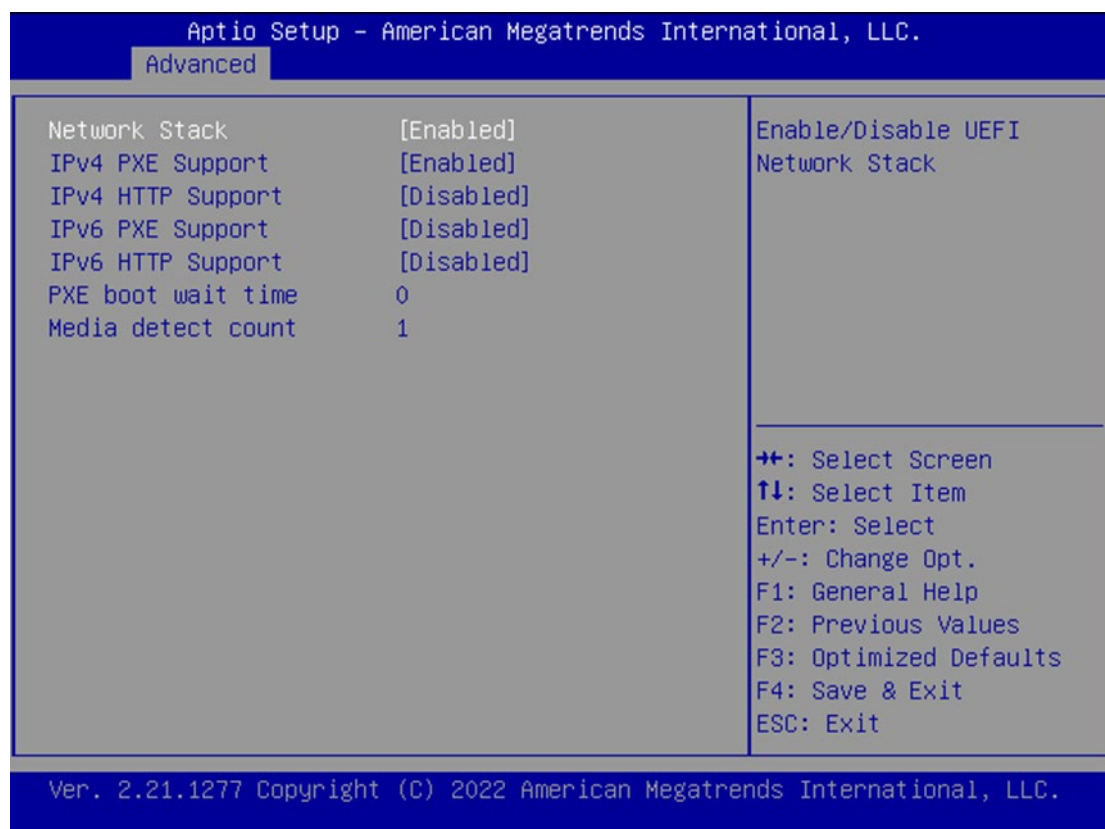 Aptio Setup – American Megatrends International, LLC.
Advanced
Network Stack [Enabled]
IPv4 PXE Support [Enabled]
IPv4 HTTP Support [Disabled]
IPv6 PXE Support [Disabled]
IPv6 HTTP Support [Disabled]
PXE boot wait time 0
Media detect count 1
Enable/Disable UEFI
Network Stack
→←: Select Screen
↑↓: Select Item
Enter: Select
+/-: Change Opt.
F1: General Help
F2: Previous Values
F3: Optimized Defaults
F4: Save & Exit
ESC: Exit
Ver. 2.21.1277 Copyright (C) 2022 American Megatrends International, LLC.